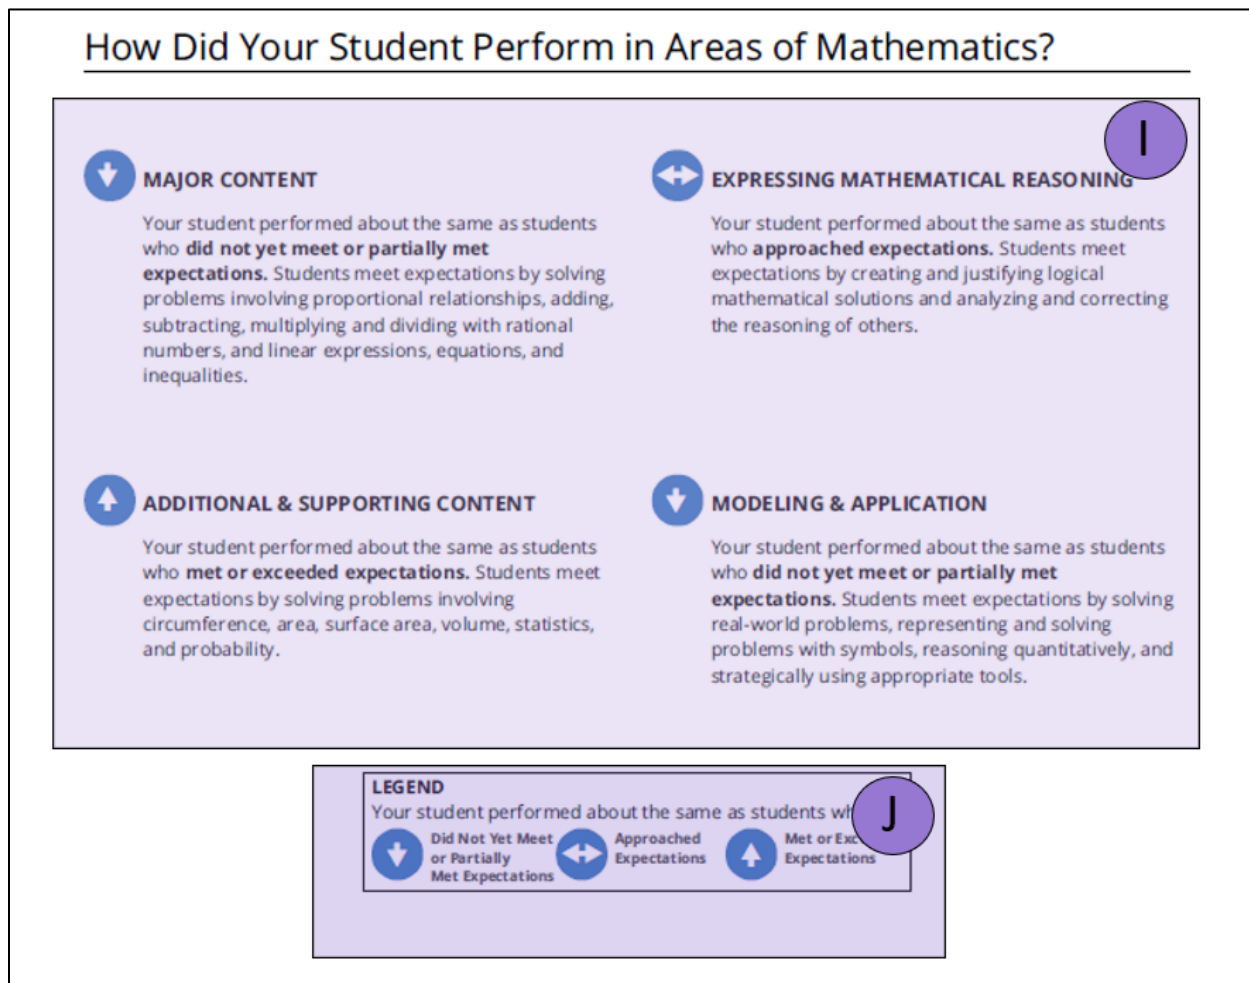 How Did Your Student Perform in Areas of Mathematics?
I
MAJOR CONTENT
Your student performed about the same as students
who did not yet meet or partially met
expectations. Students meet expectations by solving
problems involving proportional relationships, adding,
subtracting, multiplying and dividing with rational
numbers, and linear expressions, equations, and
inequalities.
EXPRESSING MATHEMATICAL REASONING
Your student performed about the same as students
who approached expectations. Students meet
expectations by creating and justifying logical
mathematical solutions and analyzing and correcting
the reasoning of others.
ADDITIONAL & SUPPORTING CONTENT
Your student performed about the same as students
who met or exceeded expectations. Students meet
expectations by solving problems involving
circumference, area, surface area, volume, statistics,
and probability.
MODELING & APPLICATION
Your student performed about the same as students
who did not yet meet or partially met
expectations. Students meet expectations by solving
real-world problems, representing and solving
problems with symbols, reasoning quantitatively, and
strategically using appropriate tools.
LEGEND
Your student performed about the same as students
J
Did Not Yet Meet
or Partially
Met Expectations
Approached
Expectations
Met or
Expectations